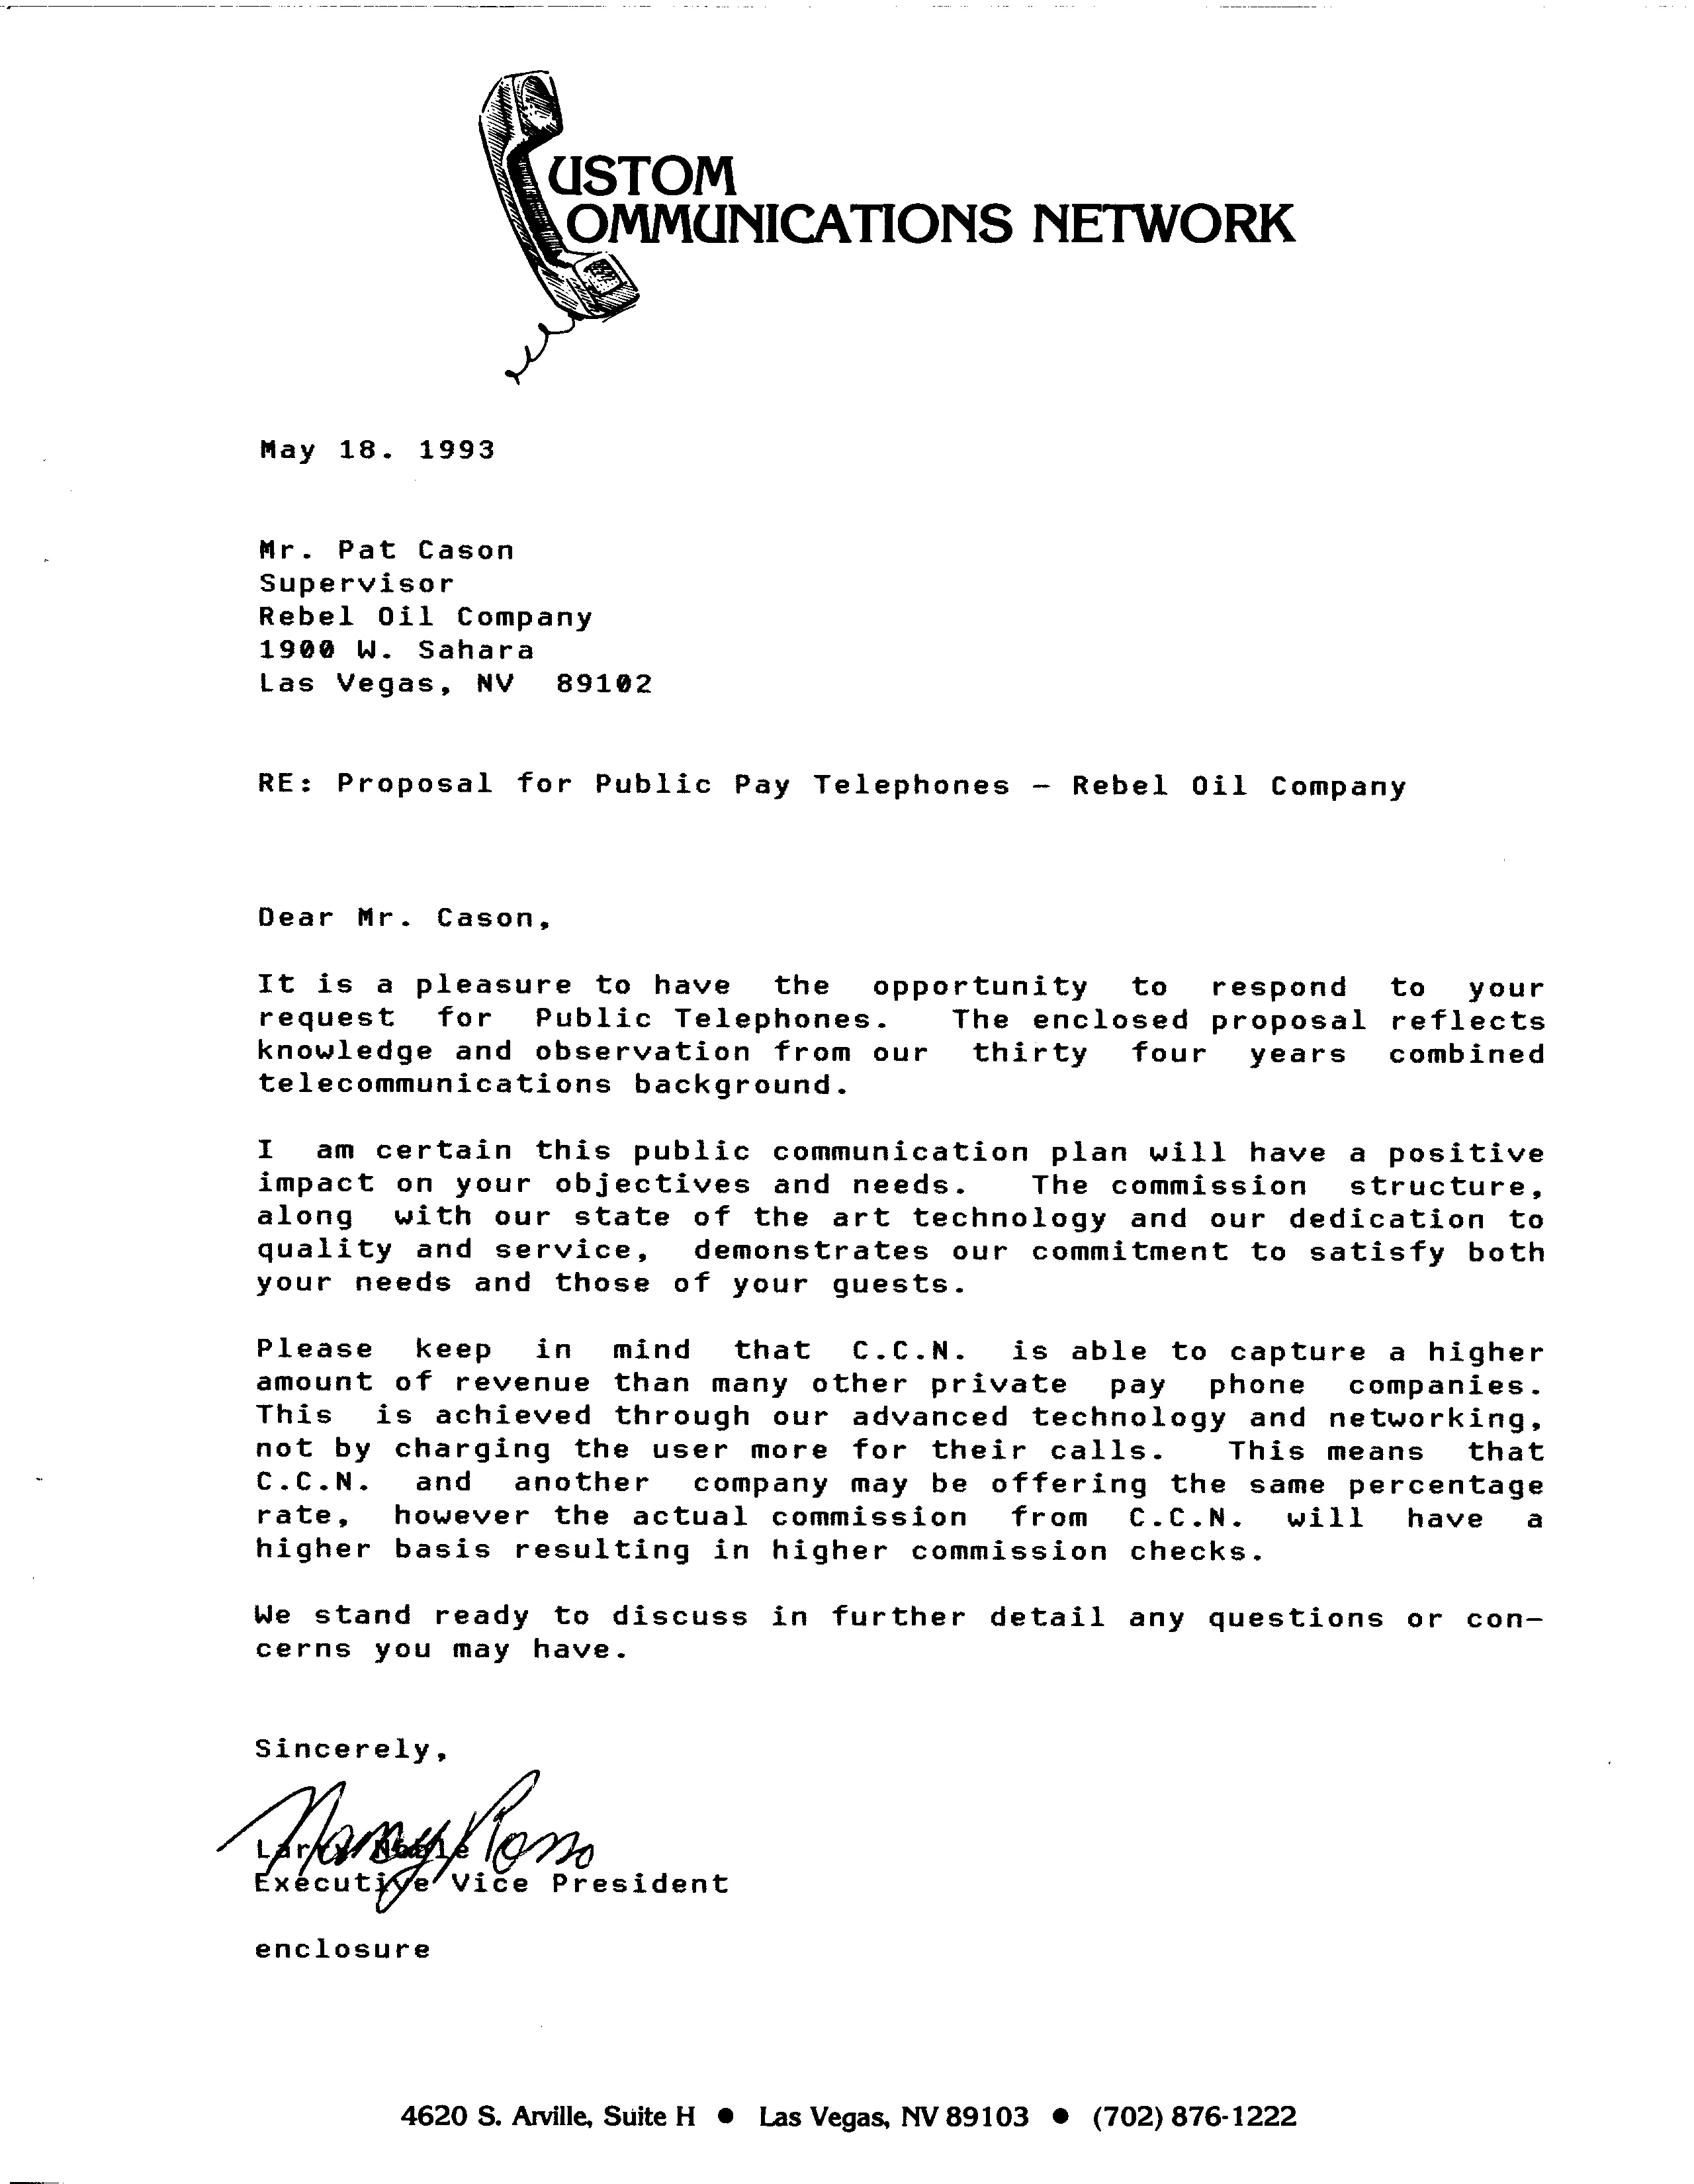 CUSTOM
COMMUNICATIONS NETWORK
May 18. 1993
Mr. Pat Cason
Supervisor
Rebel Oil Company
1900 W. Sahara
Las Vegas, NV 89102
RE: Proposal for Public Pay Telephones - Rebel Oil Company
Dear Mr. Cason,
It is a pleasure to have the opportunity to respond to your
request for Public Telephones. The enclosed proposal reflects
knowledge and observation from our thirty four years combined
telecommunications background.
I am certain this public communication plan will have a positive
impact on your objectives and needs. The commission structure,
along with our state of the art technology and our dedication to
quality and service, demonstrates our commitment to satisfy both
your needs and those of your guests.
Please keep in mind that C.C.N. is able to capture a higher
amount of revenue than many other private pay phone companies.
This is achieved through our advanced technology and networking,
not by charging the user more for their calls. This means that
C.C.N. and another company may be offering the same percentage
rate, however the actual commission from C.C.N. will have a
higher basis resulting in higher commission checks.
We stand ready to discuss in further detail any questions or con-
cerns you may have.
Sincerely,
Larry Noble
Executive Vice President
enclosure
4620 S. Arville, Suite H ● Las Vegas, NV 89103 ● (702) 876-1222